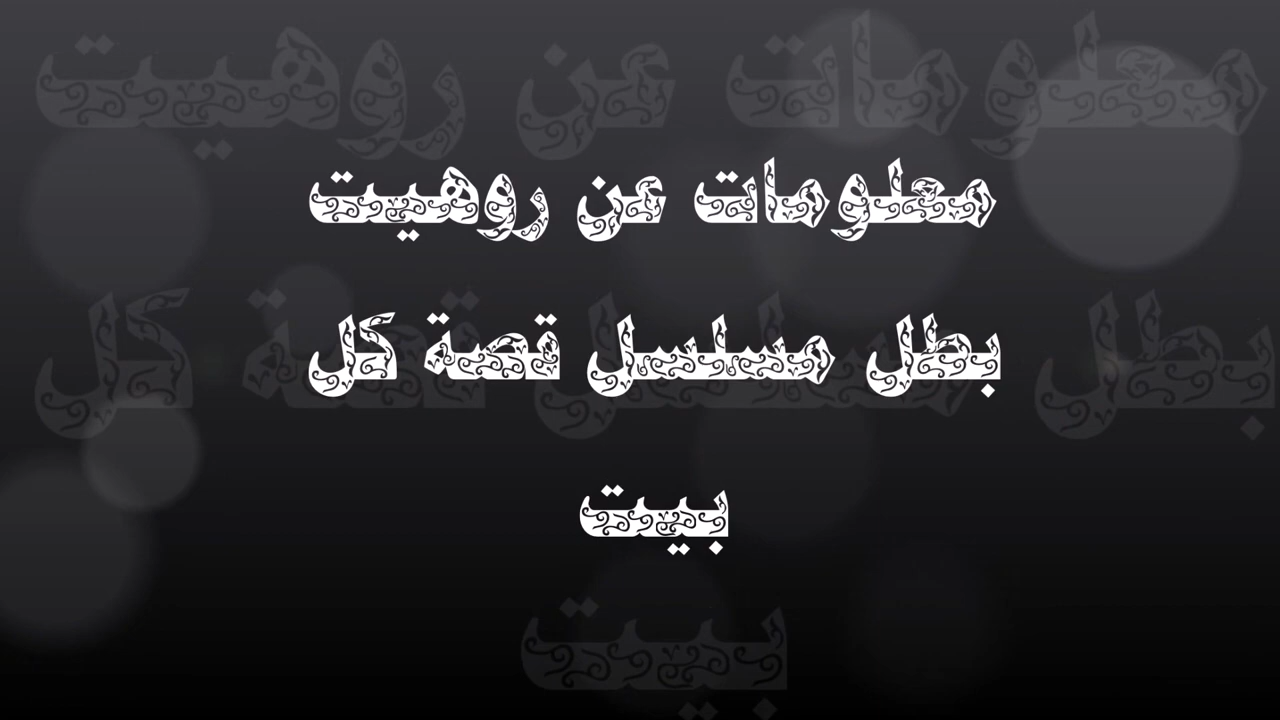 معلومات عن روهيت
بطل مسلسل قصة كل
بيت